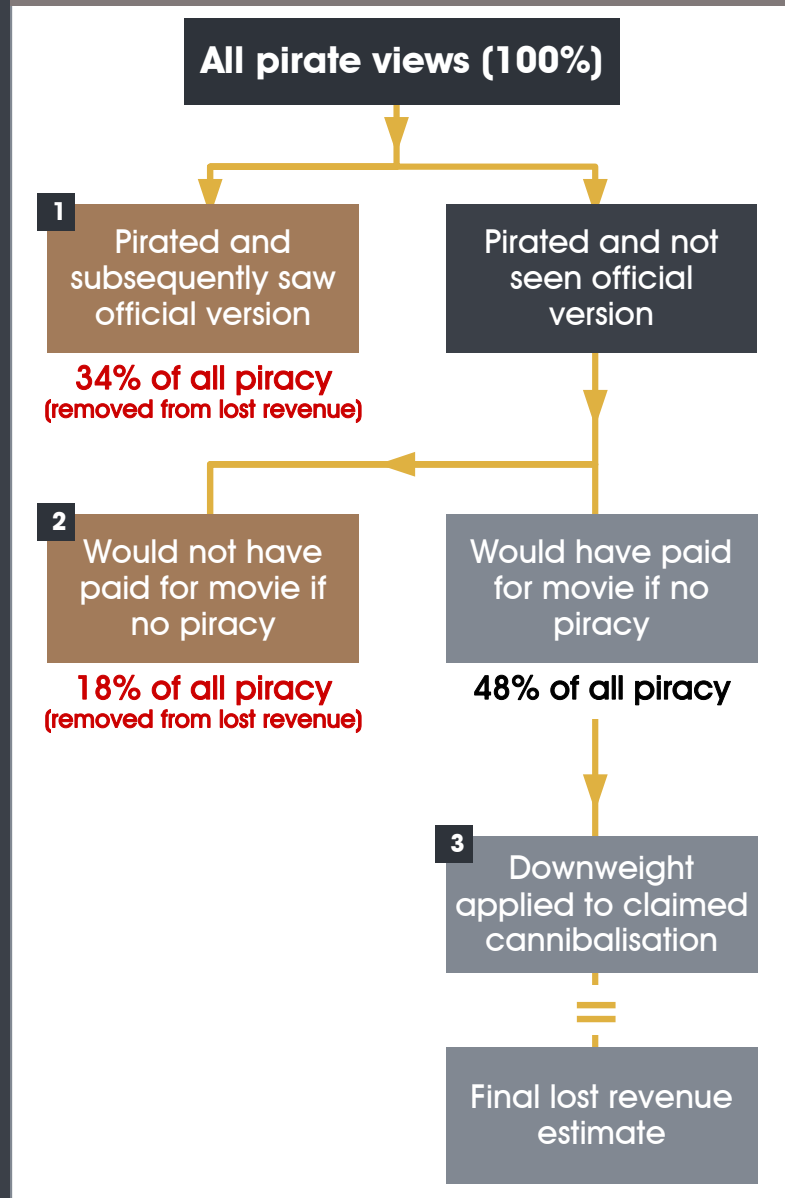 All pirate views (100%)
1
Pirated and
subsequently saw
official version
34% of all piracy
(removed from lost revenue)
Pirated and not
seen official
version
2
Would not have
paid for movie if
no piracy
18% of all piracy
(removed from lost revenue)
Would have paid
for movie if no
piracy
48% of all piracy
3
Downweight
applied to claimed
cannibalisation
=
Final lost revenue
estimate